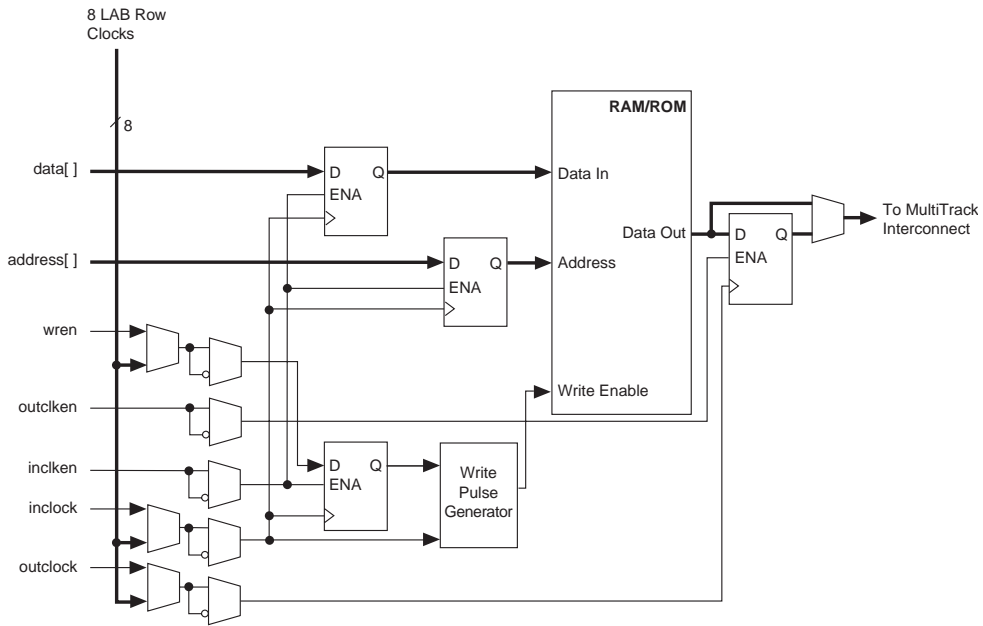 8 LAB Row
Clocks
8
RAM/ROM
data[ ]
D Q
ENA
Data In
To MultiTrack
Interconnect
Data Out
D Q
ENA
address[ ]
D Q
ENA
Address
wren
Write Enable
outclken
inclken
D Q
ENA
Write
Pulse
Generator
inclock
outclock